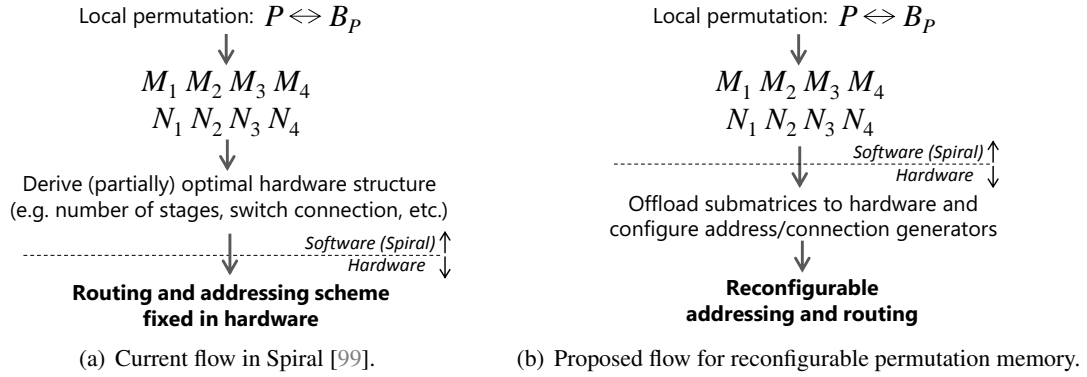 Local permutation: P ⇔ B_P
M_1 M_2 M_3 M_4
N_1 N_2 N_3 N_4
Derive (partially) optimal hardware structure
(e.g. number of stages, switch connection, etc.)
Software (Spiral)
Hardware
Routing and addressing scheme
fixed in hardware
(a) Current flow in Spiral [99].
Local permutation: P ⇔ B_P
M_1 M_2 M_3 M_4
N_1 N_2 N_3 N_4
Software (Spiral)
Hardware
Offload submatrices to hardware and
configure address/connection generators
Reconfigurable
addressing and routing
(b) Proposed flow for reconfigurable permutation memory.